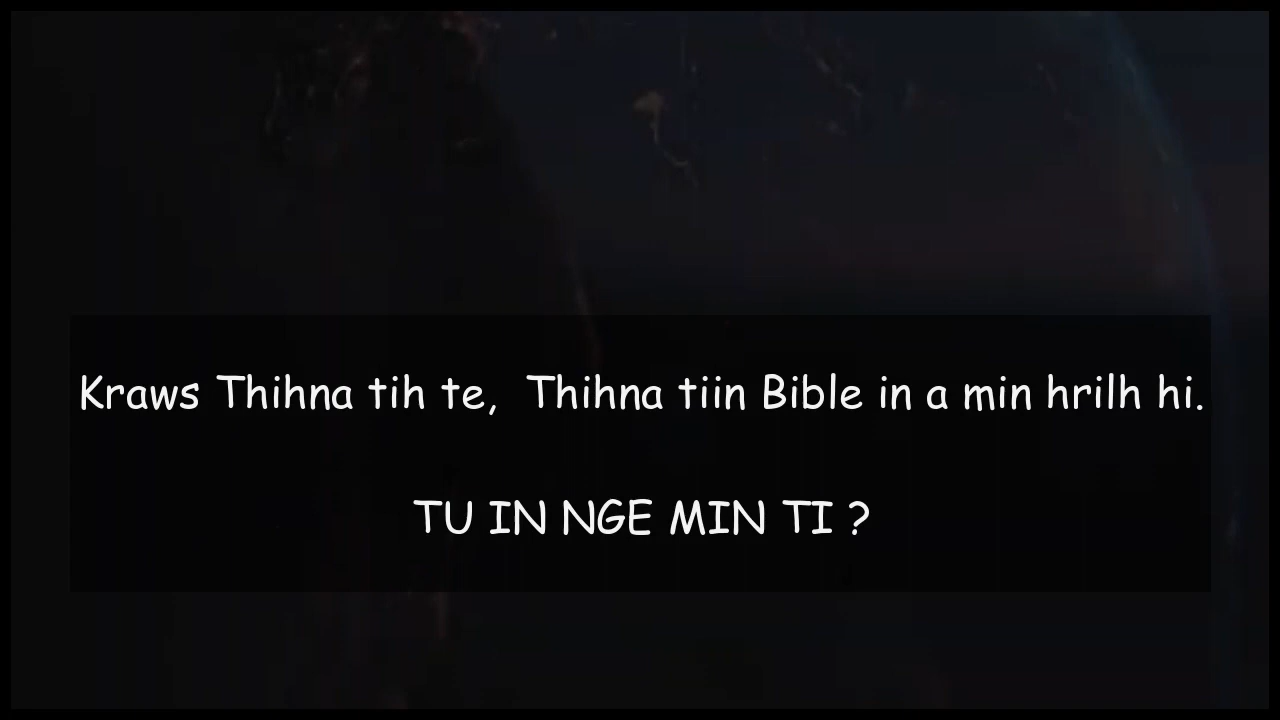 Kraws Thihna tih te, Thihna tiin Bible in a min hrilh hi.
TU IN NGE MIN TI ?